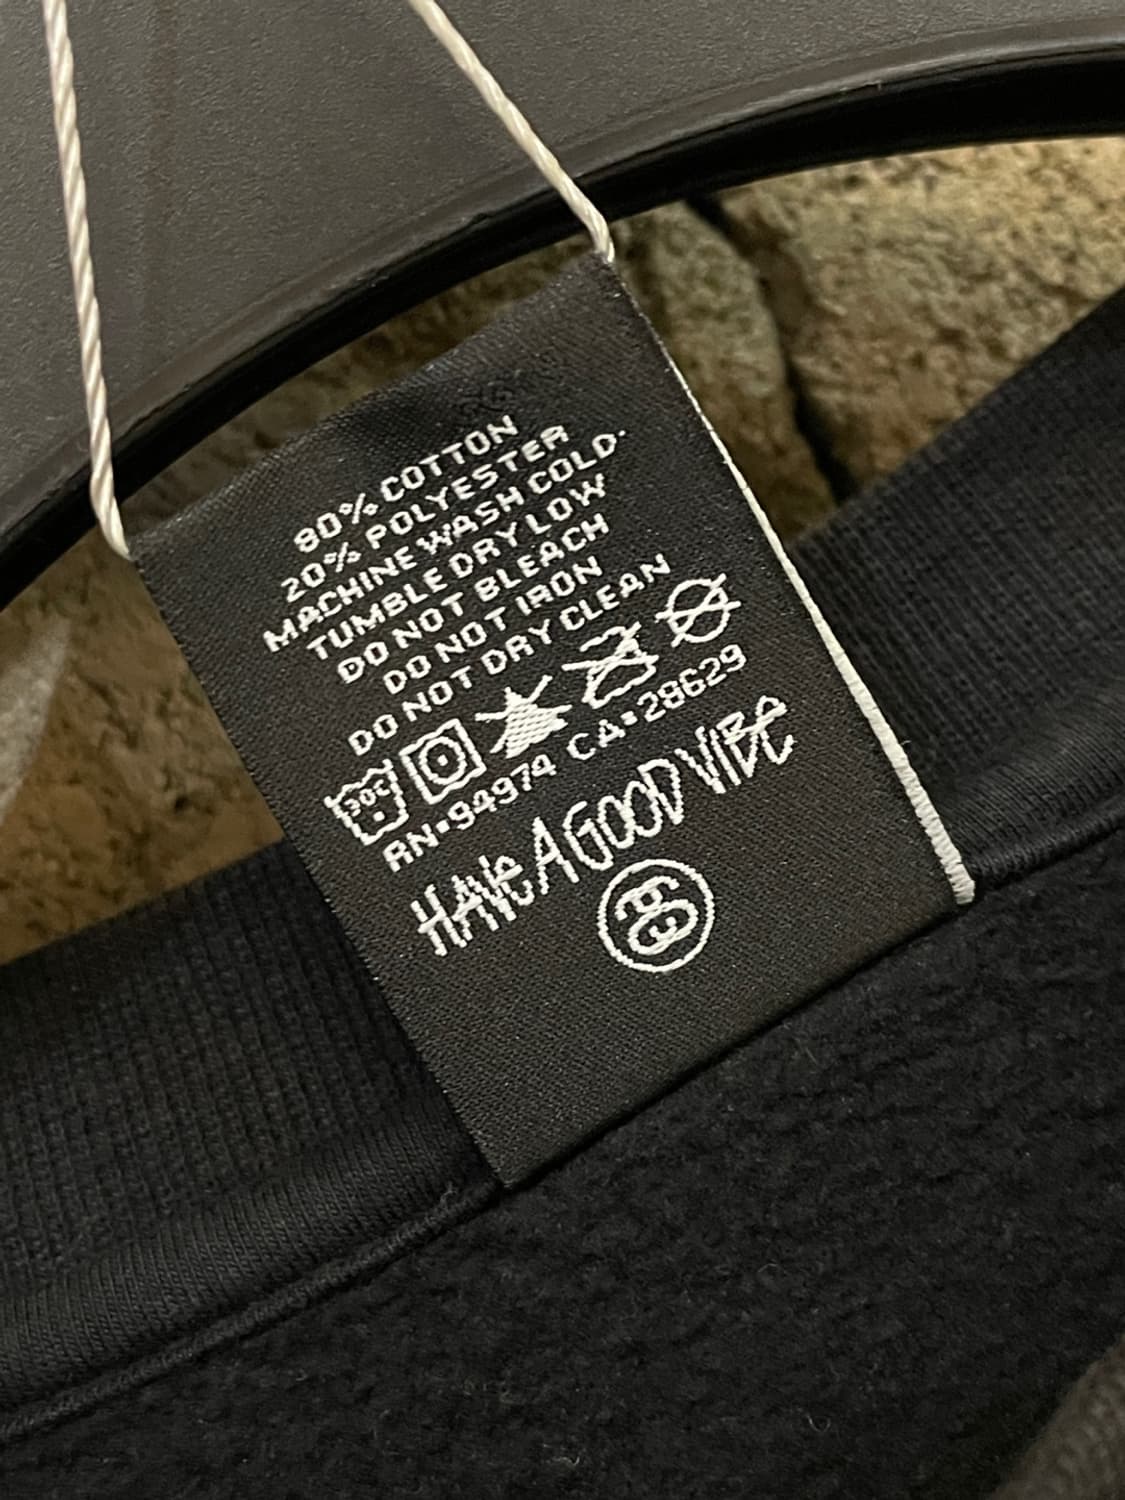 80% COTTON
20% POLYESTER
MACHINE WASH COLD
TUMBLE DRY LOW
DO NOT BLEACH
DO NOT IRON
DO NOT DRY CLEAN
30C
RN•94974 CA•28629
HAVE A GOOD VIBE